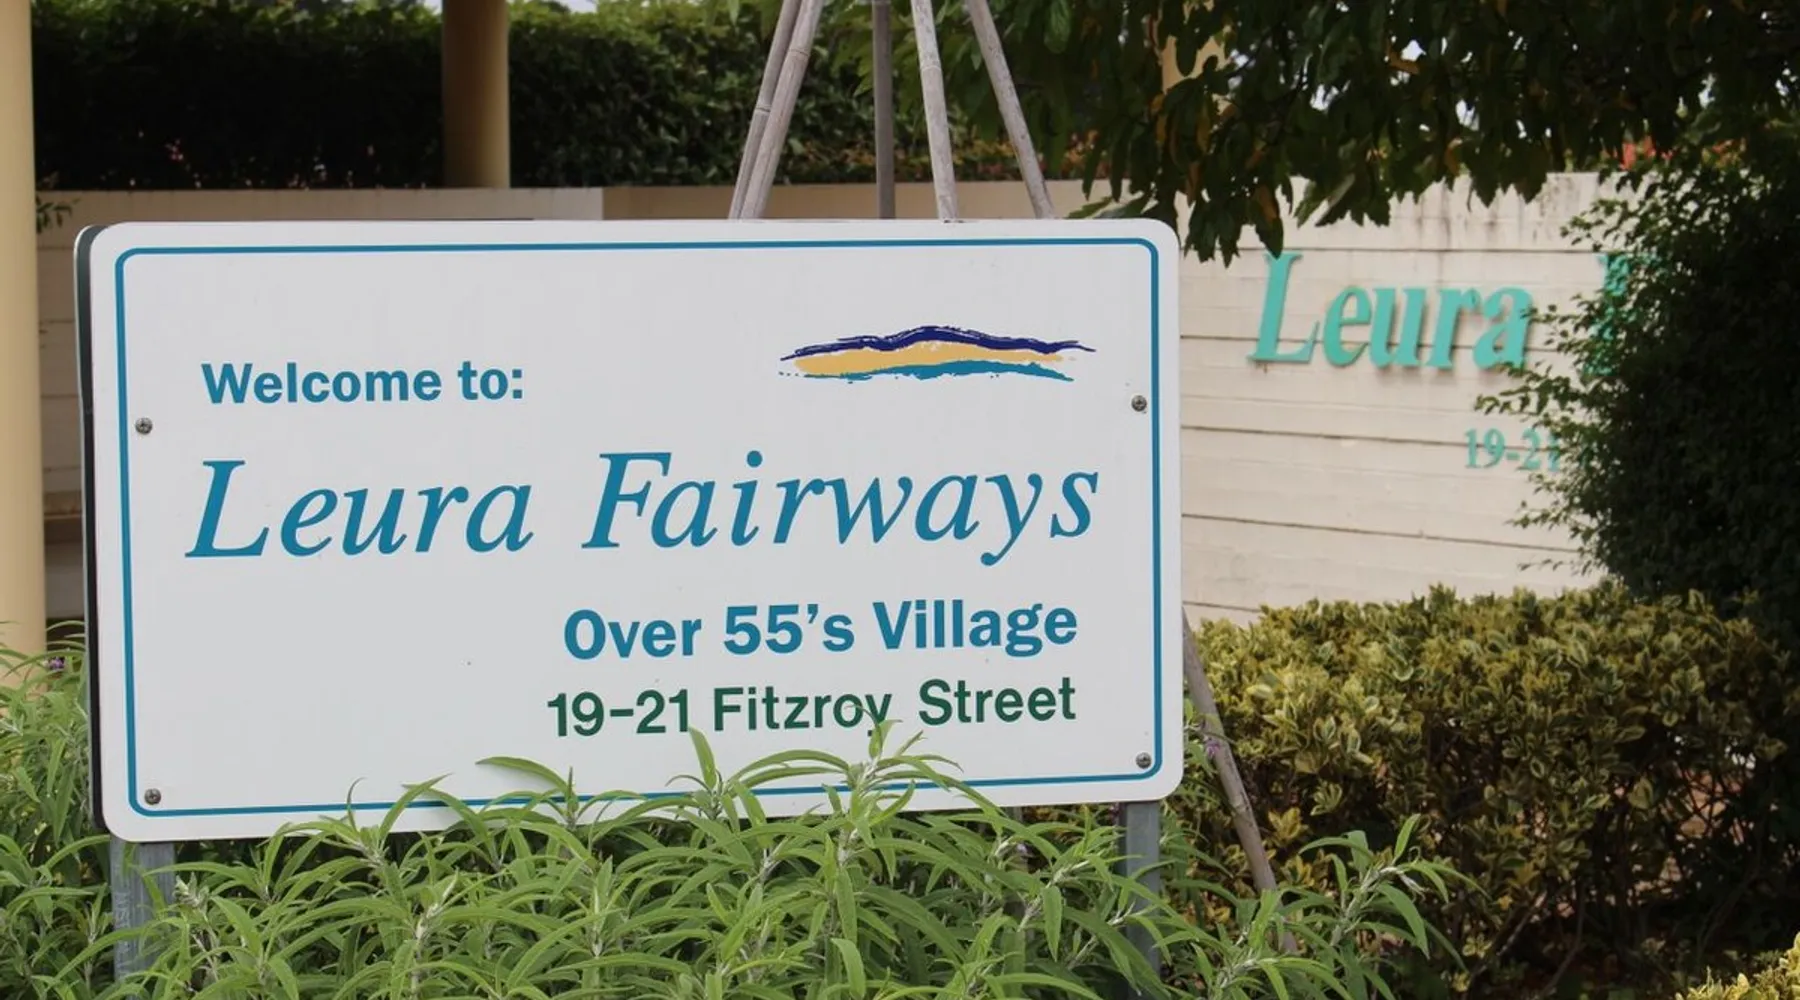 Welcome to:
Leura Fairways
Over 55's Village
19-21 Fitzroy Street
Leura
19-21